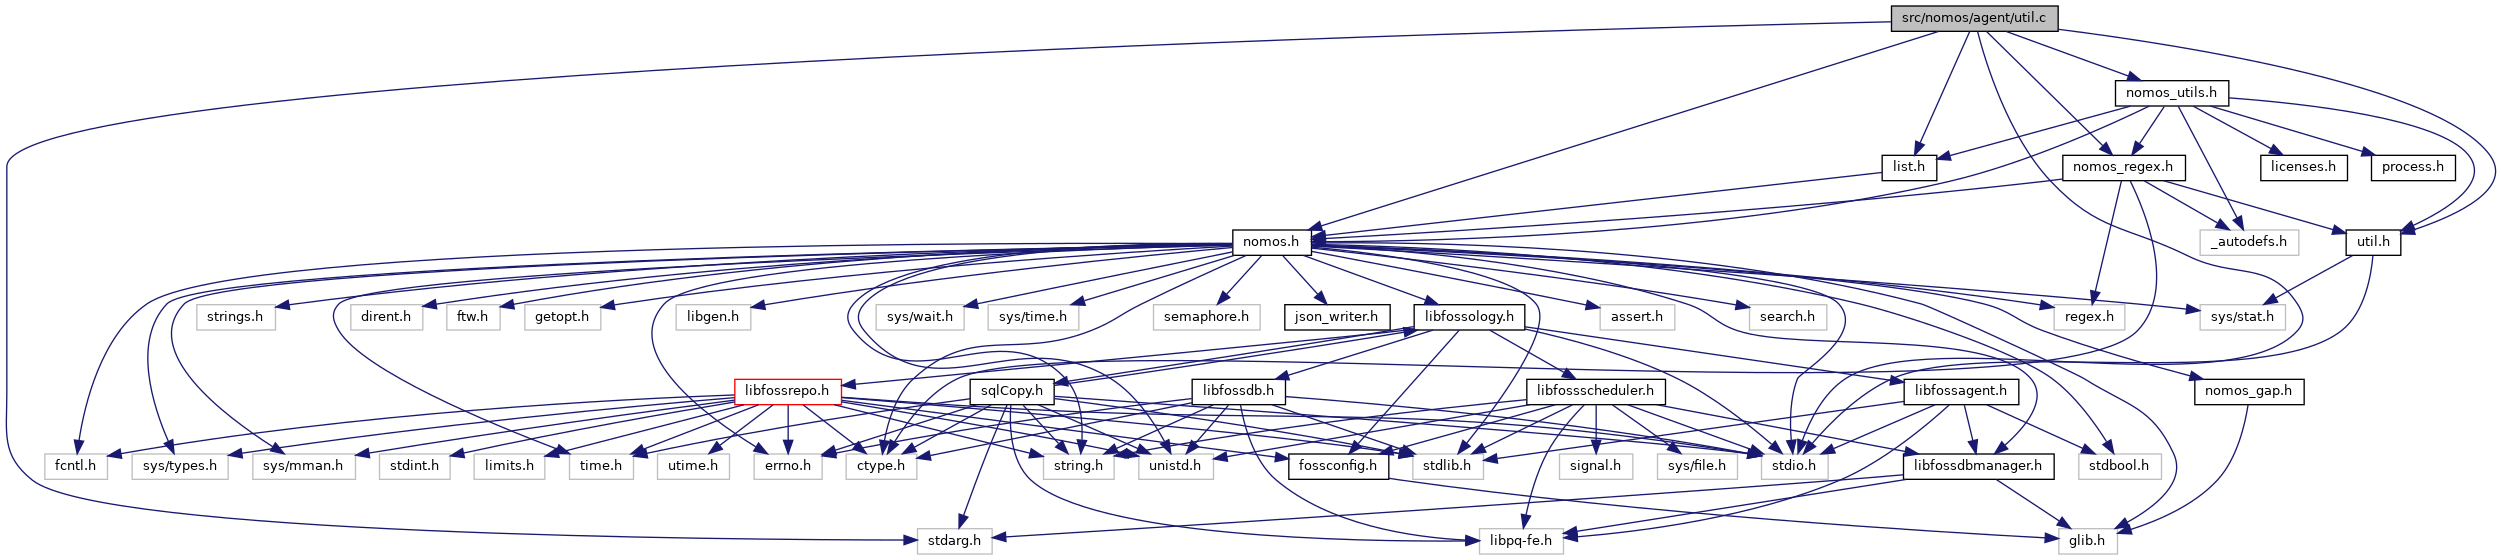 src/nomos/agent/util.c
nomos_utils.h
list.h
nomos_regex.h
licenses.h
process.h
nomos.h
_autodefs.h
util.h
strings.h
dirent.h
ftw.h
getopt.h
libgen.h
sys/wait.h
sys/time.h
semaphore.h
json_writer.h
libfossology.h
assert.h
search.h
regex.h
sys/stat.h
libfossrepo.h
sqlCopy.h
libfossdb.h
libfossscheduler.h
libfossagent.h
nomos_gap.h
fcntl.h
sys/types.h
sys/mman.h
stdint.h
limits.h
time.h
utime.h
errno.h
ctype.h
string.h
unistd.h
fossconfig.h
stdlib.h
signal.h
sys/file.h
stdio.h
libfossdbmanager.h
stdbool.h
stdarg.h
libpq-fe.h
glib.h